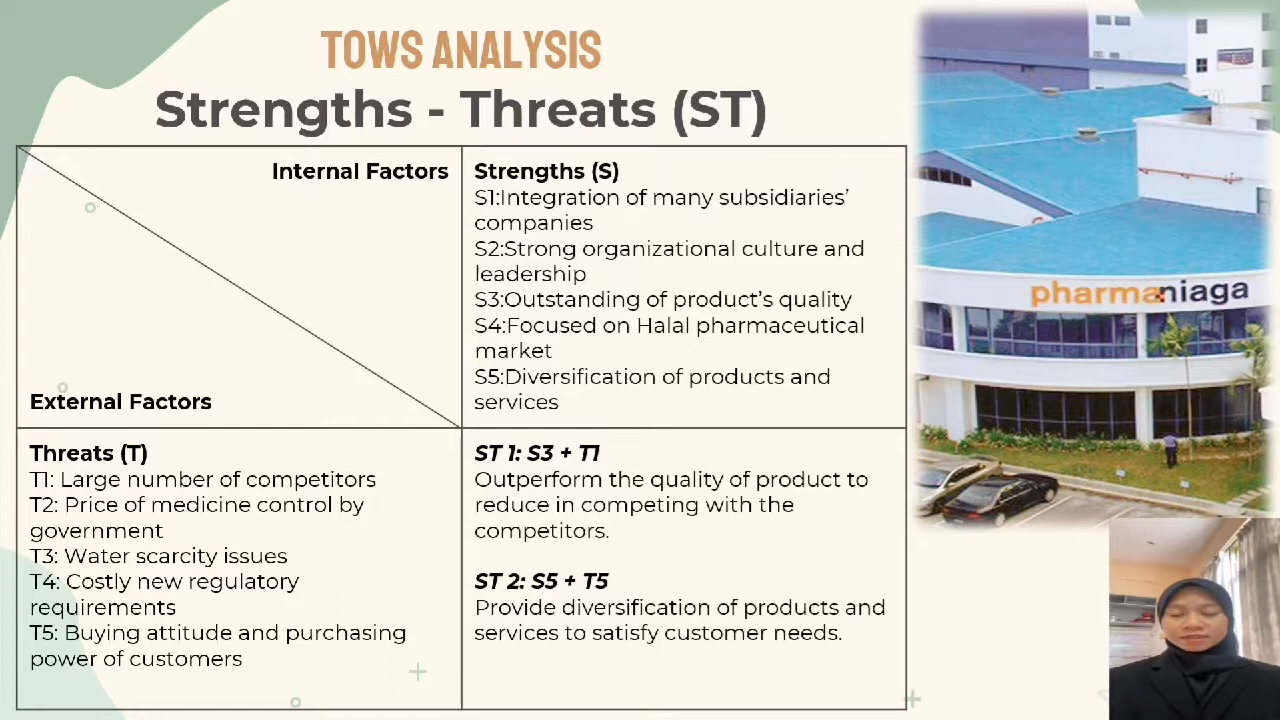 TOWS ANALYSIS
Strengths - Threats (ST)
Internal Factors
External Factors
Strengths (S)
S1:Integration of many subsidiaries’
companies
S2:Strong organizational culture and
leadership
S3:Outstanding of product’s quality
S4:Focused on Halal pharmaceutical
market
S5:Diversification of products and
services
Threats (T)
T1: Large number of competitors
T2: Price of medicine control by
government
T3: Water scarcity issues
T4: Costly new regulatory
requirements
T5: Buying attitude and purchasing
power of customers
ST 1: S3 + T1
Outperform the quality of product to
reduce in competing with the
competitors.
ST 2: S5 + T5
Provide diversification of products and
services to satisfy customer needs.
pharmaniaga